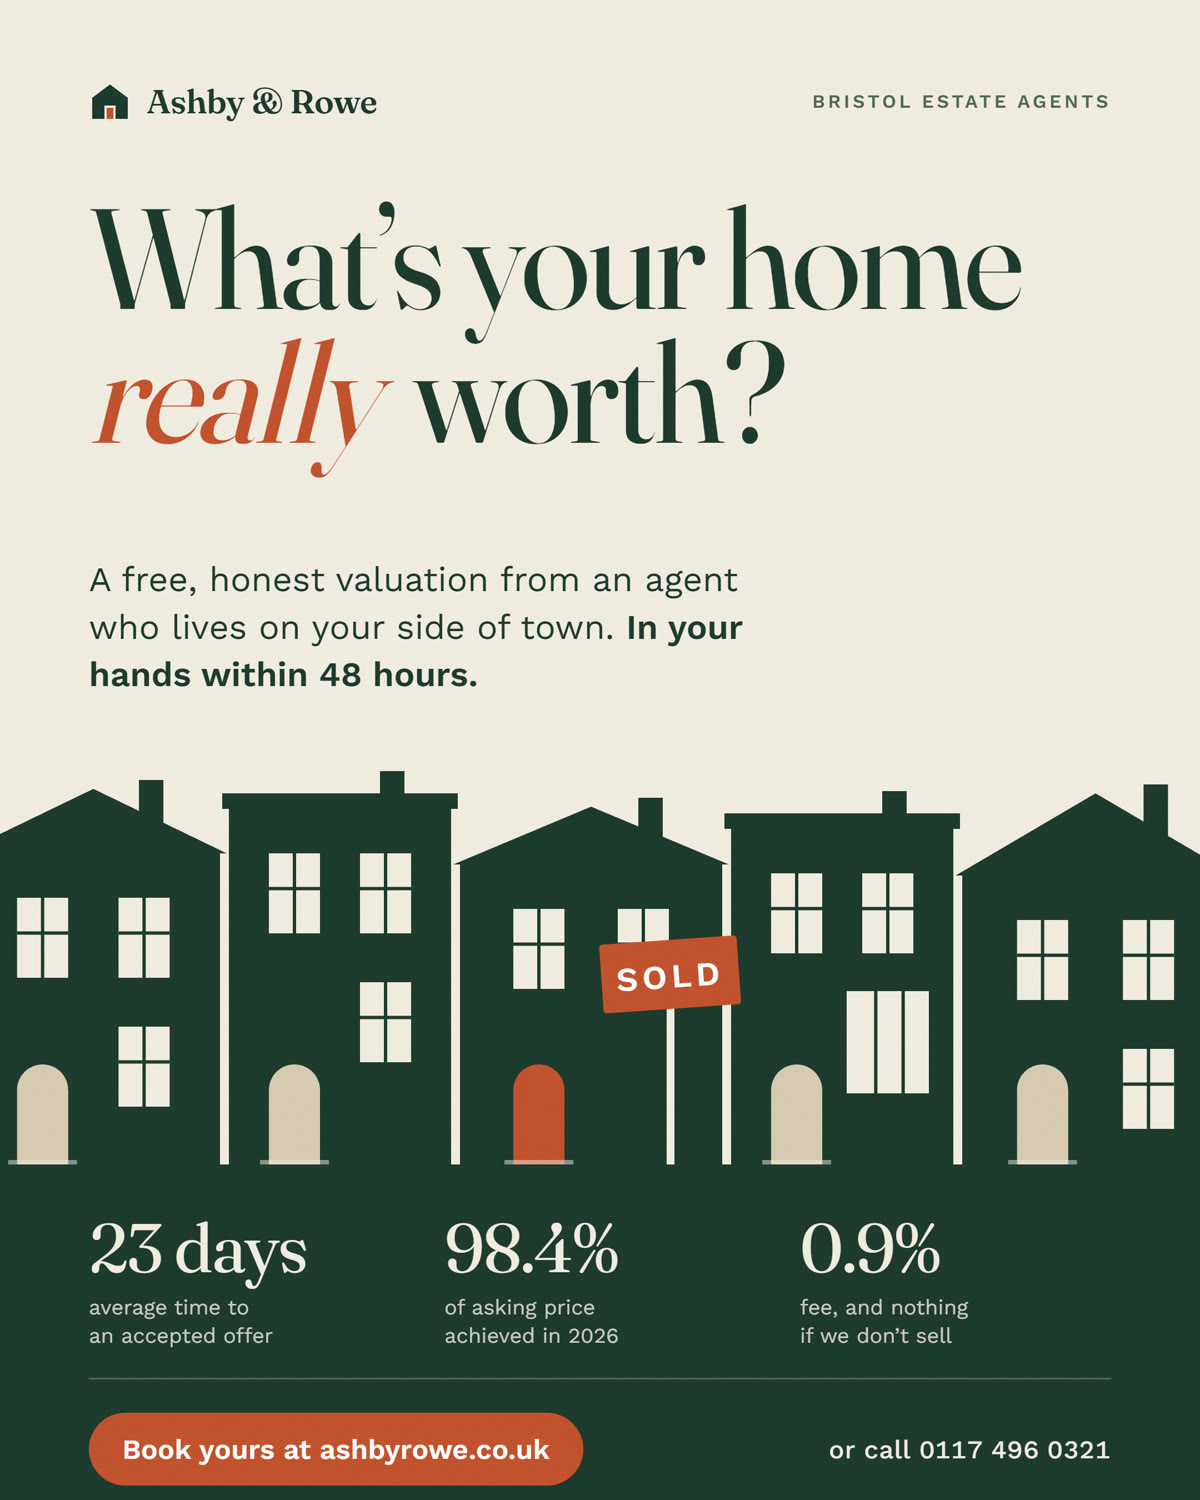 Ashby & Rowe
BRISTOL ESTATE AGENTS
What’s your home
really worth?
A free, honest valuation from an agent
who lives on your side of town. In your
hands within 48 hours.
SOLD
23 days
average time to
an accepted offer
98.4%
of asking price
achieved in 2026
0.9%
fee, and nothing
if we don’t sell
Book yours at ashbyrowe.co.uk
or call 0117 496 0321